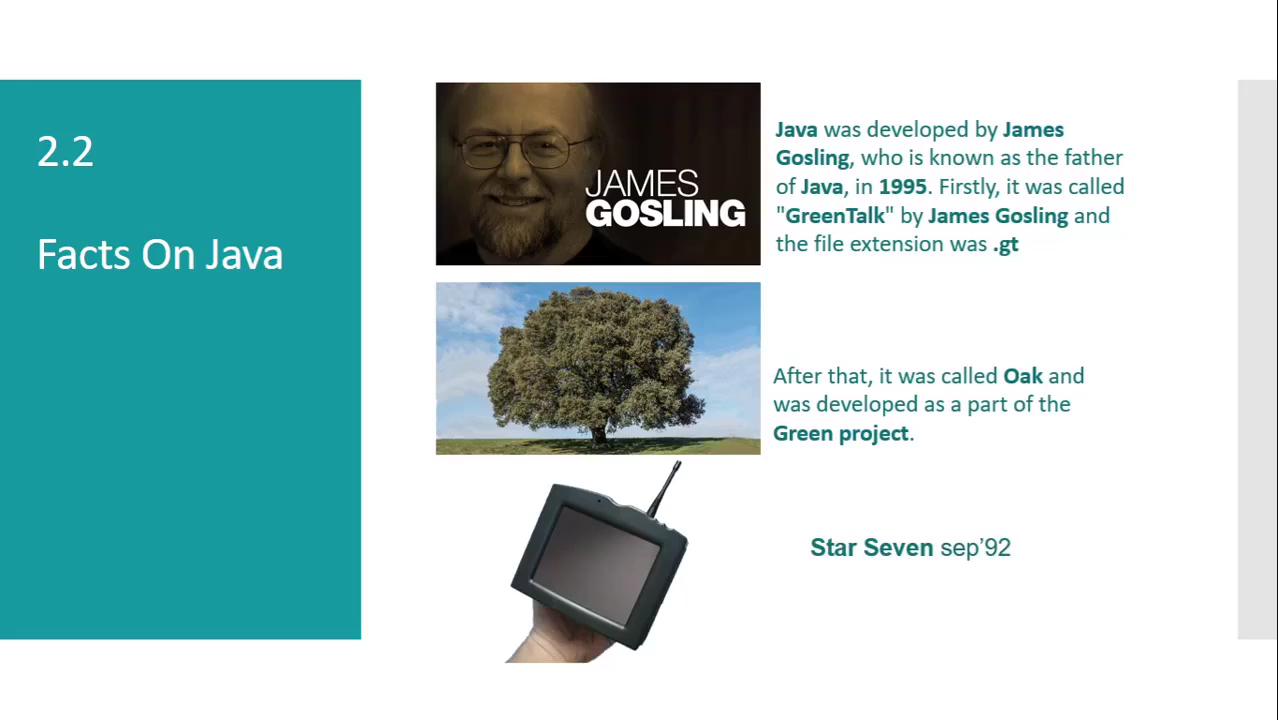 2.2
Facts On Java
JAMES
GOSLING
Java was developed by James
Gosling, who is known as the father
of Java, in 1995. Firstly, it was called
"GreenTalk" by James Gosling and
the file extension was .gt
After that, it was called Oak and
was developed as a part of the
Green project.
Star Seven sep’92